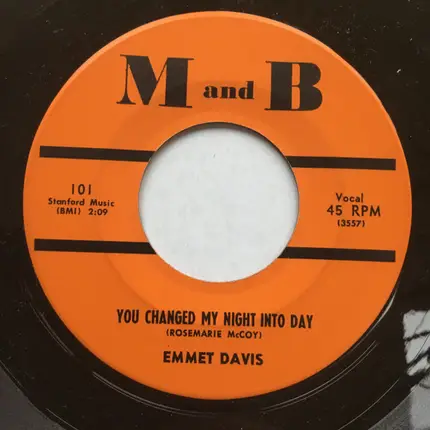 M and B
101
Stanford Music
(BMI) 2:09
Vocal
45 RPM
(3557)
YOU CHANGED MY NIGHT INTO DAY
(ROSEMARIE McCOY)
EMMET DAVIS